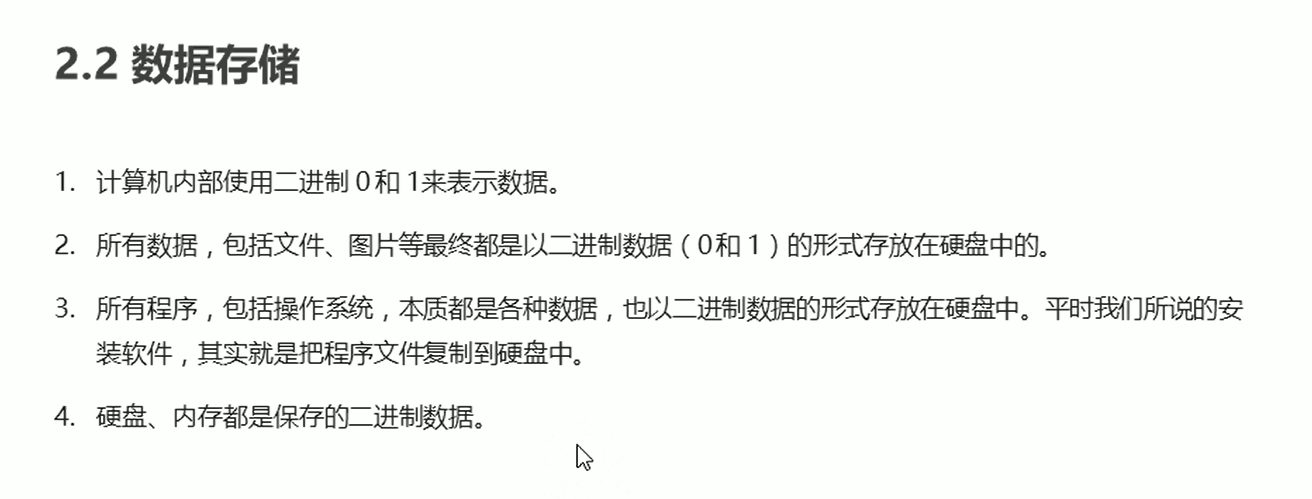 2.2 数据存储
1. 计算机内部使用二进制 0和 1来表示数据。
2. 所有数据，包括文件、图片等最终都是以二进制数据（0和 1）的形式存放在硬盘中的。
3. 所有程序，包括操作系统，本质都是各种数据，也以二进制数据的形式存放在硬盘中。平时我们所说的安
装软件，其实就是把程序文件复制到硬盘中。
4. 硬盘、内存都是保存的二进制数据。